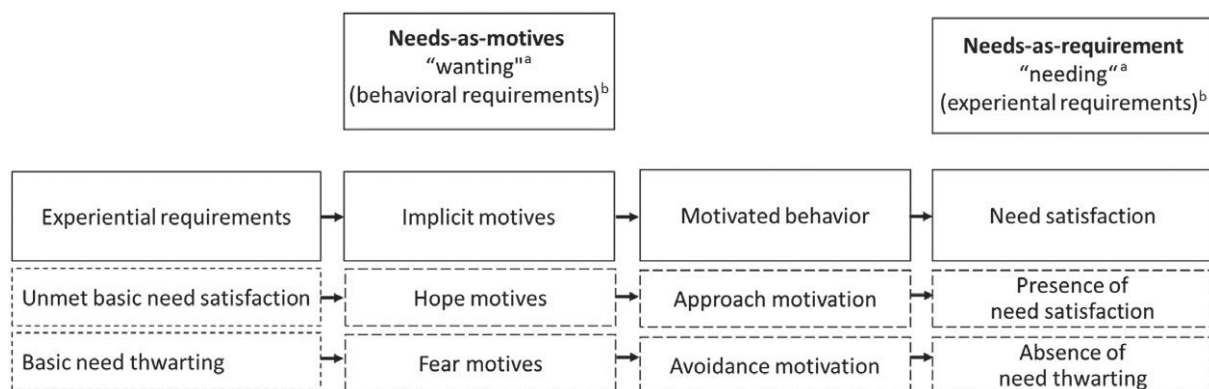 Needs-as-motives
“wanting"a
(behavioral requirements)b
Needs-as-requirement
“needing“a
(experiental requirements)b
Experiential requirements
Implicit motives
Motivated behavior
Need satisfaction
Unmet basic need satisfaction
Hope motives
Approach motivation
Presence of
need satisfaction
Basic need thwarting
Fear motives
Avoidance motivation
Absence of
need thwarting